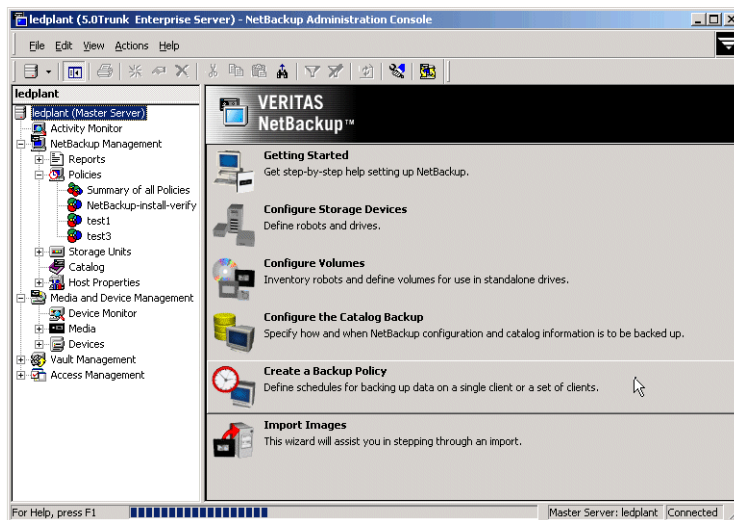 ledplant (5.0Trunk Enterprise Server) - NetBackup Administration Console
File Edit View Actions Help
ledplant
ledplant (Master Server)
Activity Monitor
NetBackup Management
Reports
Policies
Summary of all Policies
NetBackup-install-verify
test1
test3
Storage Units
Catalog
Host Properties
Media and Device Management
Device Monitor
Media
Devices
Vault Management
Access Management
VERITAS
NetBackup™
Getting Started
Get step-by-step help setting up NetBackup.
Configure Storage Devices
Define robots and drives.
Configure Volumes
Inventory robots and define volumes for use in standalone drives.
Configure the Catalog Backup
Specify how and when NetBackup configuration and catalog information is to be backed up.
Create a Backup Policy
Define schedules for backing up data on a single client or a set of clients.
Import Images
This wizard will assist you in stepping through an import.
For Help, press F1
Master Server: ledplant
Connected